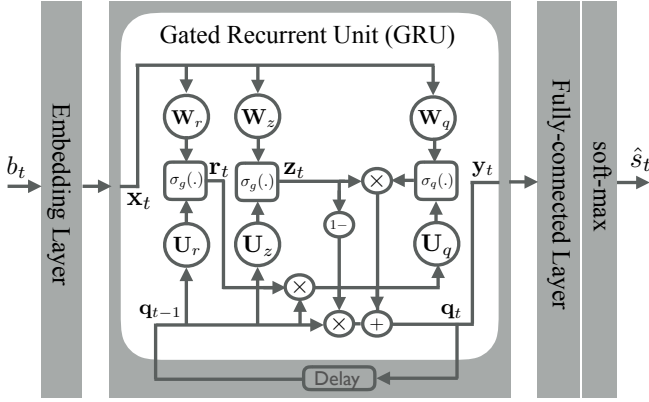 Gated Recurrent Unit (GRU)
b_t
Embedding Layer
x_t
W_r
W_z
W_q
σ_g(.)
r_t
σ_g(.)
z_t
×
σ_q(.)
y_t
1−
U_r
U_z
U_q
×
q_{t−1}
×
+
q_t
Delay
Fully-connected Layer
soft-max
ŝ_t